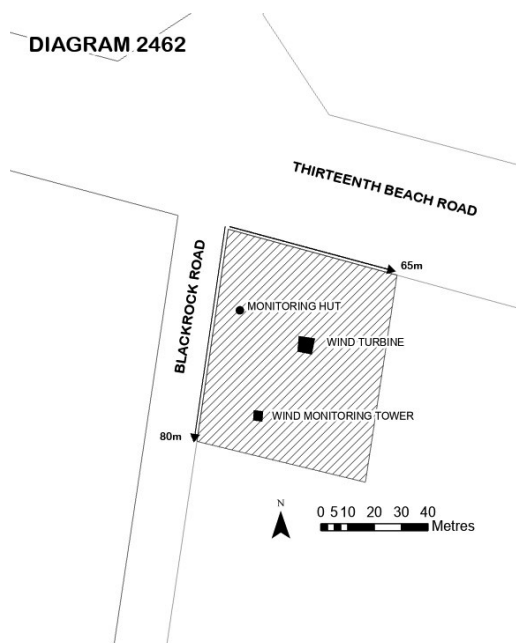 DIAGRAM 2462
THIRTEENTH BEACH ROAD
65m
BLACKROCK ROAD
MONITORING HUT
WIND TURBINE
WIND MONITORING TOWER
80m
N
0 5 10 20 30 40
Metres